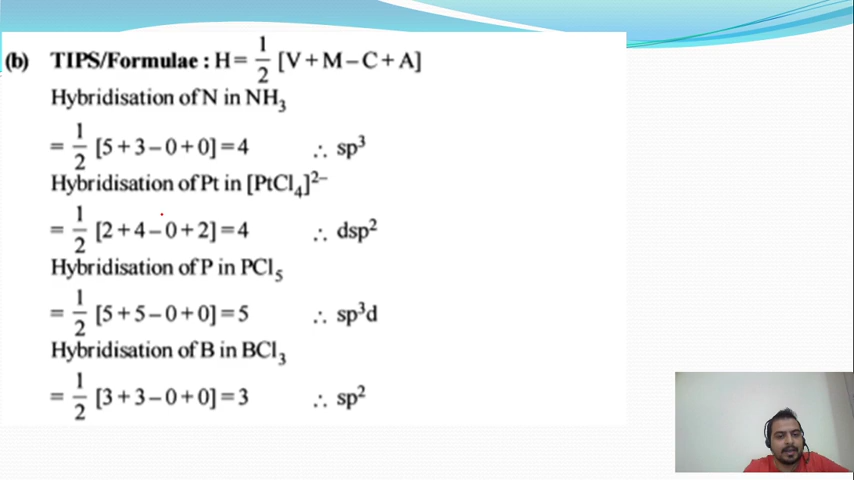 (b) TIPS/Formulae : H = 1/2 [V + M – C + A]
Hybridisation of N in NH₃
= 1/2 [5 + 3 – 0 + 0] = 4 ∴ sp³
Hybridisation of Pt in [PtCl₄]²⁻
= 1/2 [2 + 4 – 0 + 2] = 4 ∴ dsp²
Hybridisation of P in PCl₅
= 1/2 [5 + 5 – 0 + 0] = 5 ∴ sp³d
Hybridisation of B in BCl₃
= 1/2 [3 + 3 – 0 + 0] = 3 ∴ sp²